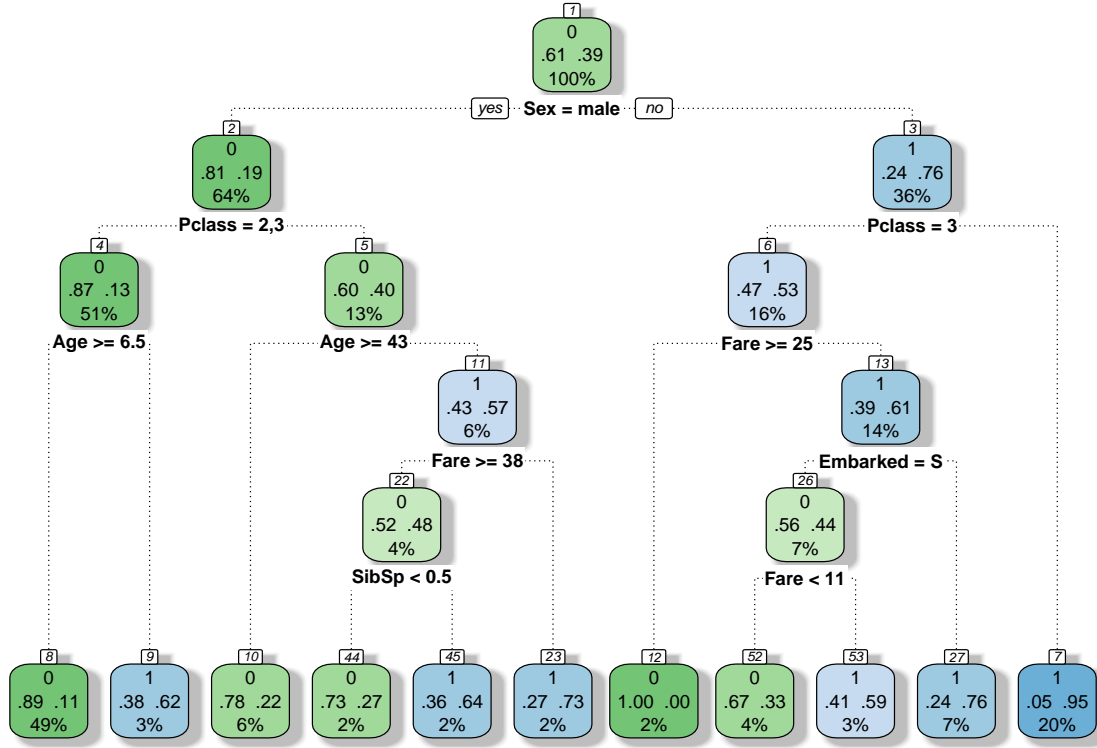 1
0
.61 .39
100%
yes Sex = male no
2 3
0 1
.81 .19 .24 .76
64% 36%
Pclass = 2,3 Pclass = 3
4 5 6
0 0 1
.87 .13 .60 .40 .47 .53
51% 13% 16%
Age >= 6.5 Age >= 43 Fare >= 25
11 13
1 1
.43 .57 .39 .61
6% 14%
Fare >= 38 Embarked = S
22 26
0 0
.52 .48 .56 .44
4% 7%
SibSp < 0.5 Fare < 11
8 9 10 44 45 23 12 52 53 27 7
0 1 0 0 1 1 0 0 1 1 1
.89 .11 .38 .62 .78 .22 .73 .27 .36 .64 .27 .73 1.00 .00 .67 .33 .41 .59 .24 .76 .05 .95
49% 3% 6% 2% 2% 2% 2% 4% 3% 7% 20%